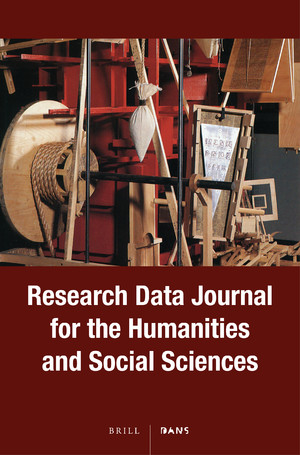 Research Data Journal
for the Humanities
and Social Sciences
BRILL
DANS